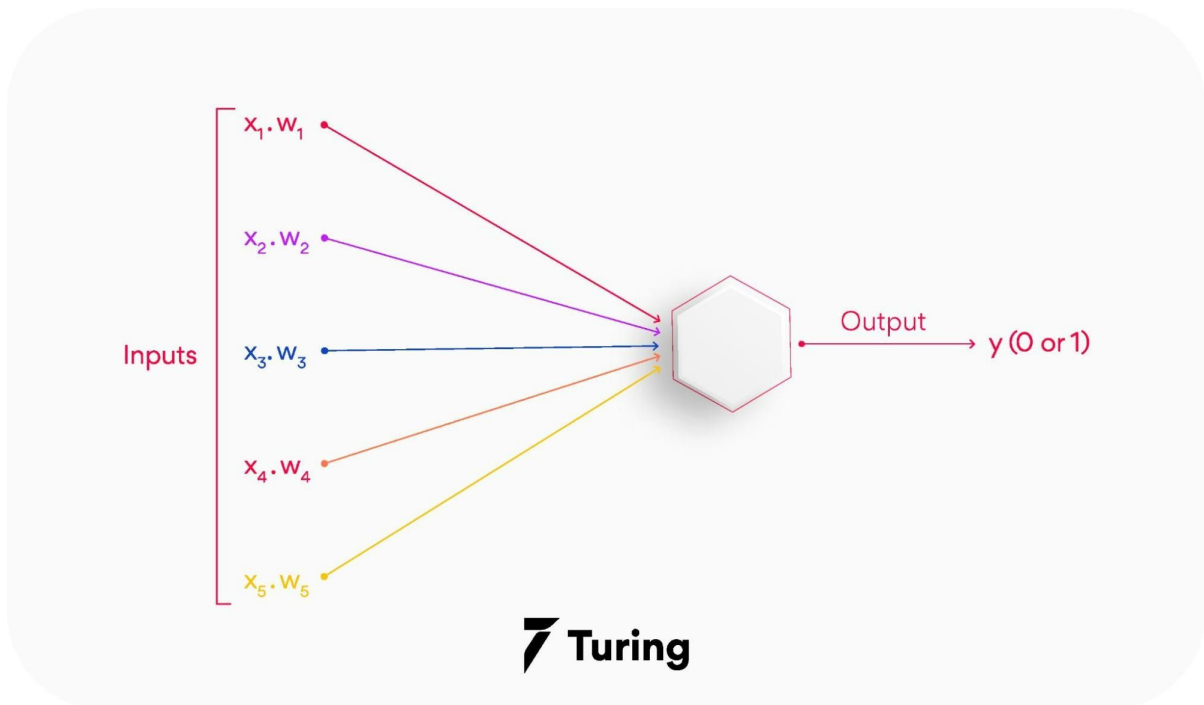 x₁.w₁
x₂.w₂
Inputs
x₃.w₃
x₄.w₄
x₅.w₅
Output
y (0 or 1)
Turing